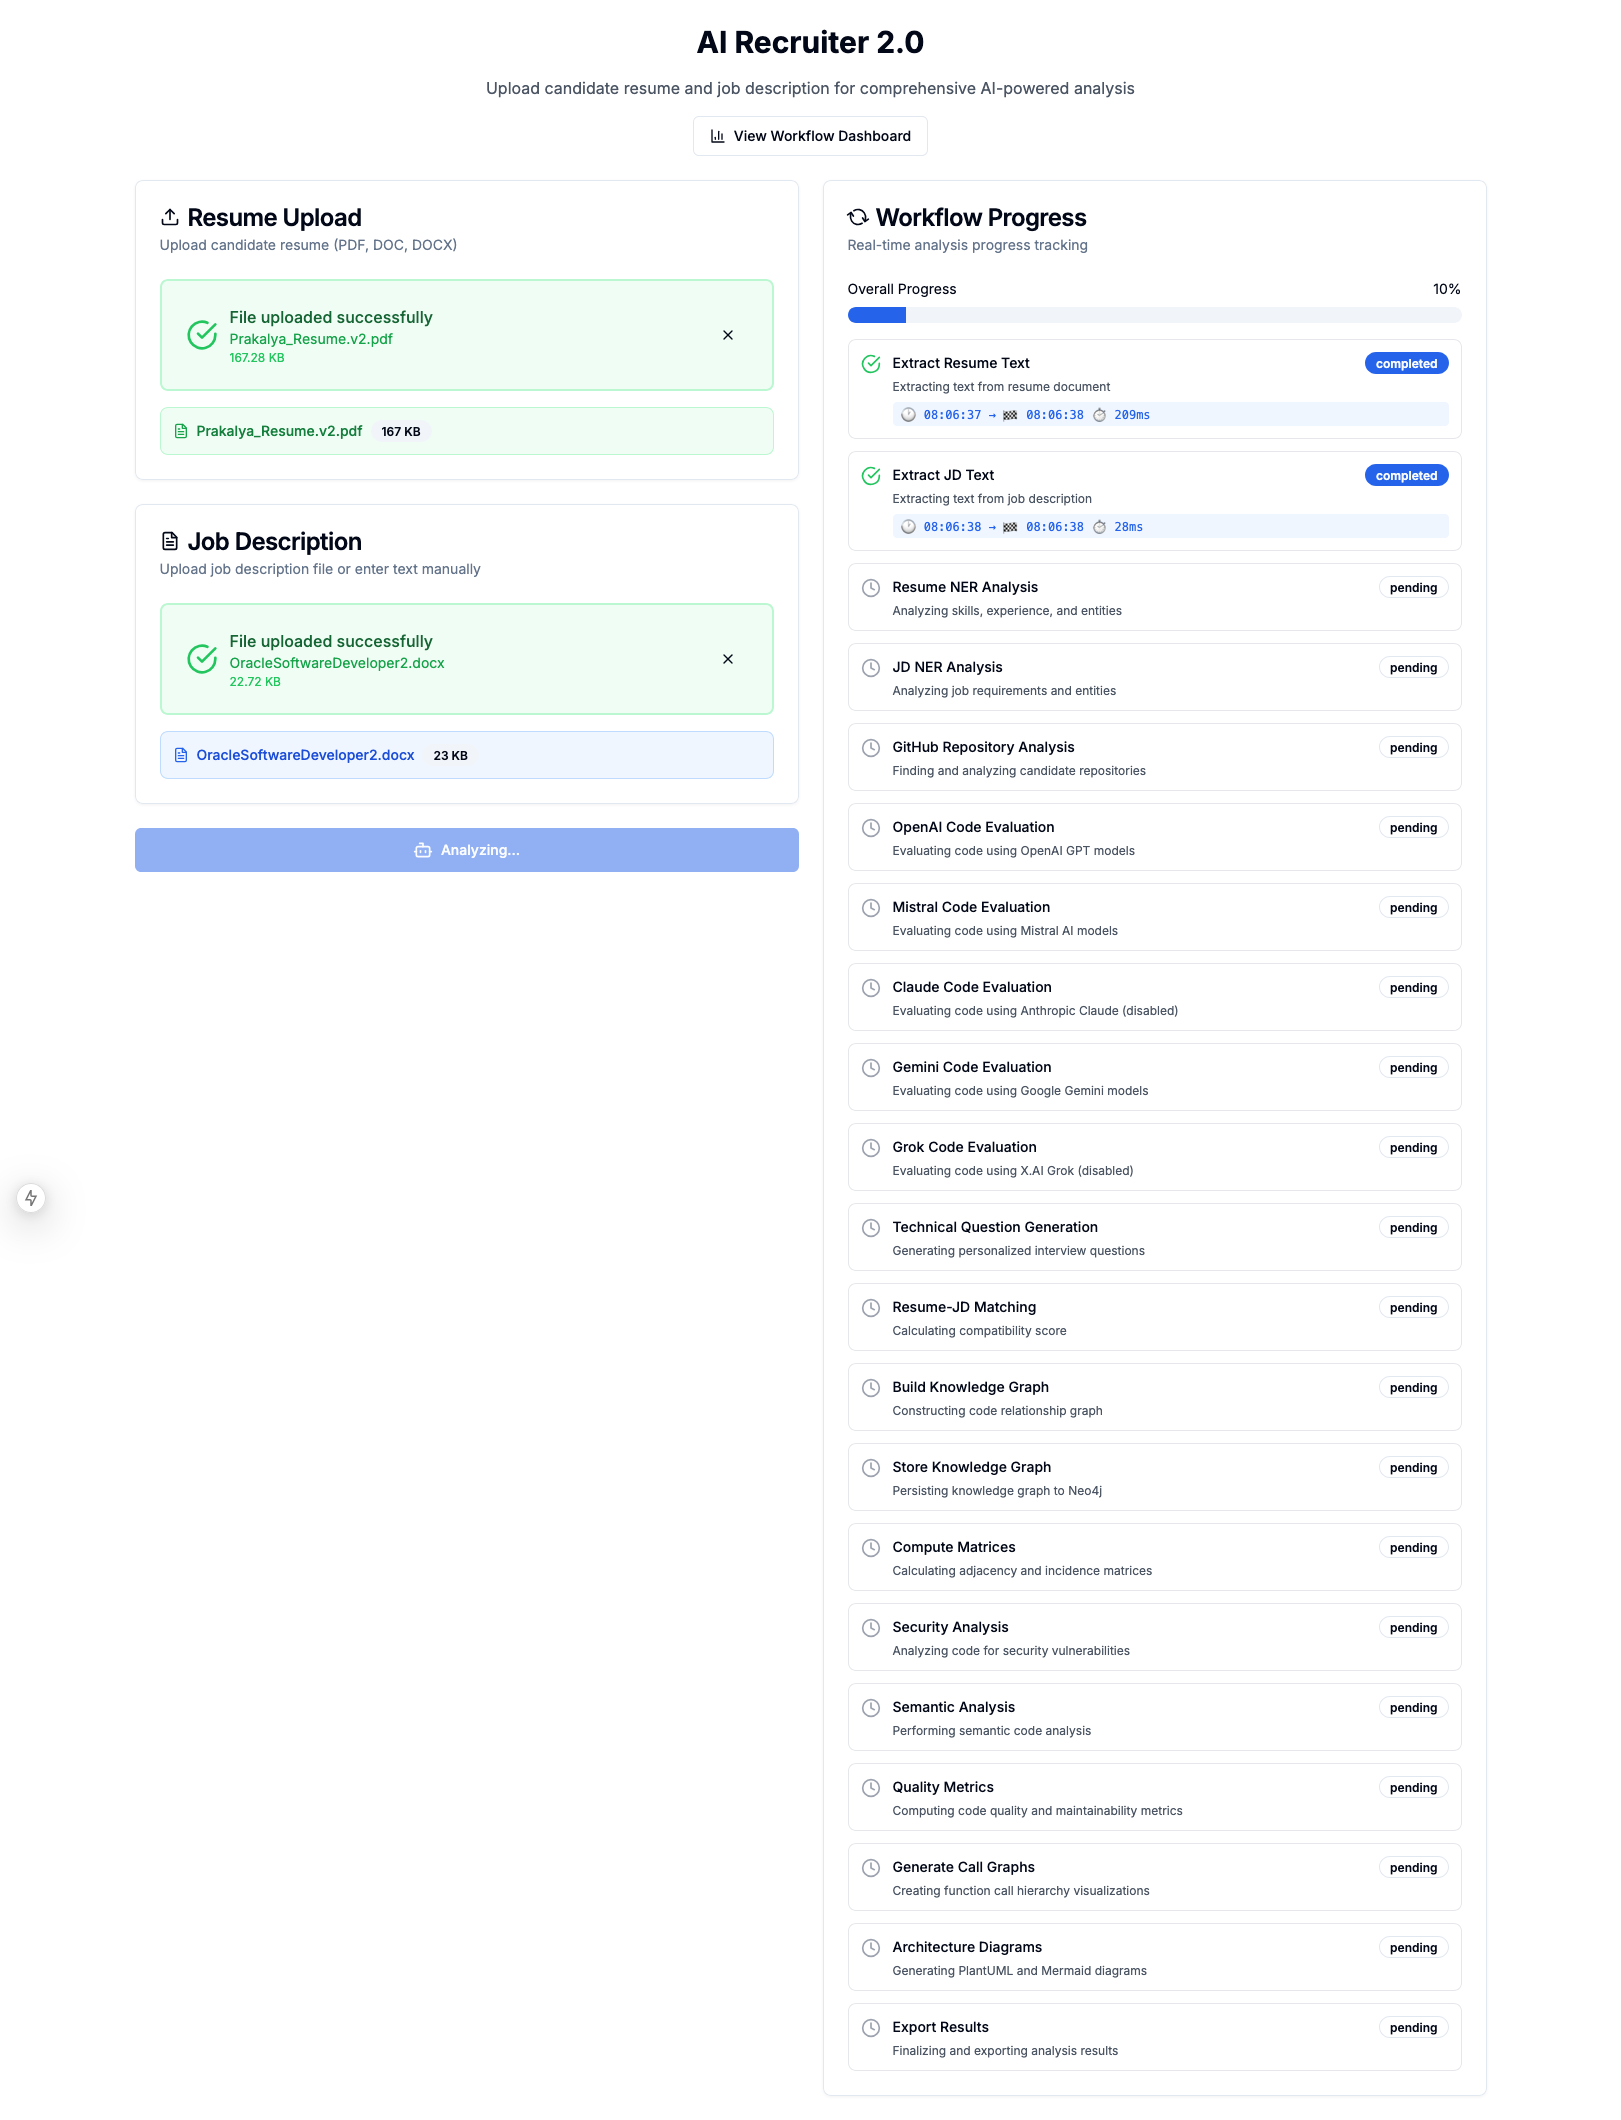 AI Recruiter 2.0
Upload candidate resume and job description for comprehensive AI-powered analysis
View Workflow Dashboard
Resume Upload
Upload candidate resume (PDF, DOC, DOCX)
File uploaded successfully
Prakalya_Resume.v2.pdf
167.28 KB
Prakalya_Resume.v2.pdf 167 KB
Job Description
Upload job description file or enter text manually
File uploaded successfully
OracleSoftwareDeveloper2.docx
22.72 KB
OracleSoftwareDeveloper2.docx 23 KB
Analyzing...
Workflow Progress
Real-time analysis progress tracking
Overall Progress 10%
Extract Resume Text completed
Extracting text from resume document
08:06:37 → 08:06:38 209ms
Extract JD Text completed
Extracting text from job description
08:06:38 → 08:06:38 28ms
Resume NER Analysis pending
Analyzing skills, experience, and entities
JD NER Analysis pending
Analyzing job requirements and entities
GitHub Repository Analysis pending
Finding and analyzing candidate repositories
OpenAI Code Evaluation pending
Evaluating code using OpenAI GPT models
Mistral Code Evaluation pending
Evaluating code using Mistral AI models
Claude Code Evaluation pending
Evaluating code using Anthropic Claude (disabled)
Gemini Code Evaluation pending
Evaluating code using Google Gemini models
Grok Code Evaluation pending
Evaluating code using X.AI Grok (disabled)
Technical Question Generation pending
Generating personalized interview questions
Resume-JD Matching pending
Calculating compatibility score
Build Knowledge Graph pending
Constructing code relationship graph
Store Knowledge Graph pending
Persisting knowledge graph to Neo4j
Compute Matrices pending
Calculating adjacency and incidence matrices
Security Analysis pending
Analyzing code for security vulnerabilities
Semantic Analysis pending
Performing semantic code analysis
Quality Metrics pending
Computing code quality and maintainability metrics
Generate Call Graphs pending
Creating function call hierarchy visualizations
Architecture Diagrams pending
Generating PlantUML and Mermaid diagrams
Export Results pending
Finalizing and exporting analysis results